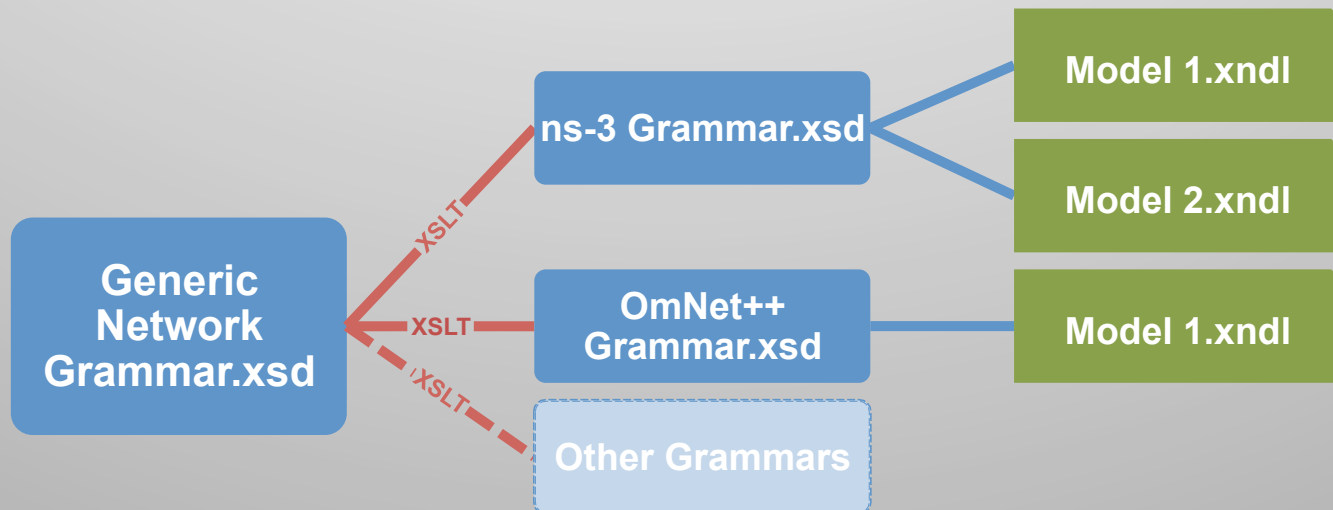 Generic
Network
Grammar.xsd
XSLT
XSLT
XSLT
ns-3 Grammar.xsd
OmNet++
Grammar.xsd
Other Grammars
Model 1.xndl
Model 2.xndl
Model 1.xndl